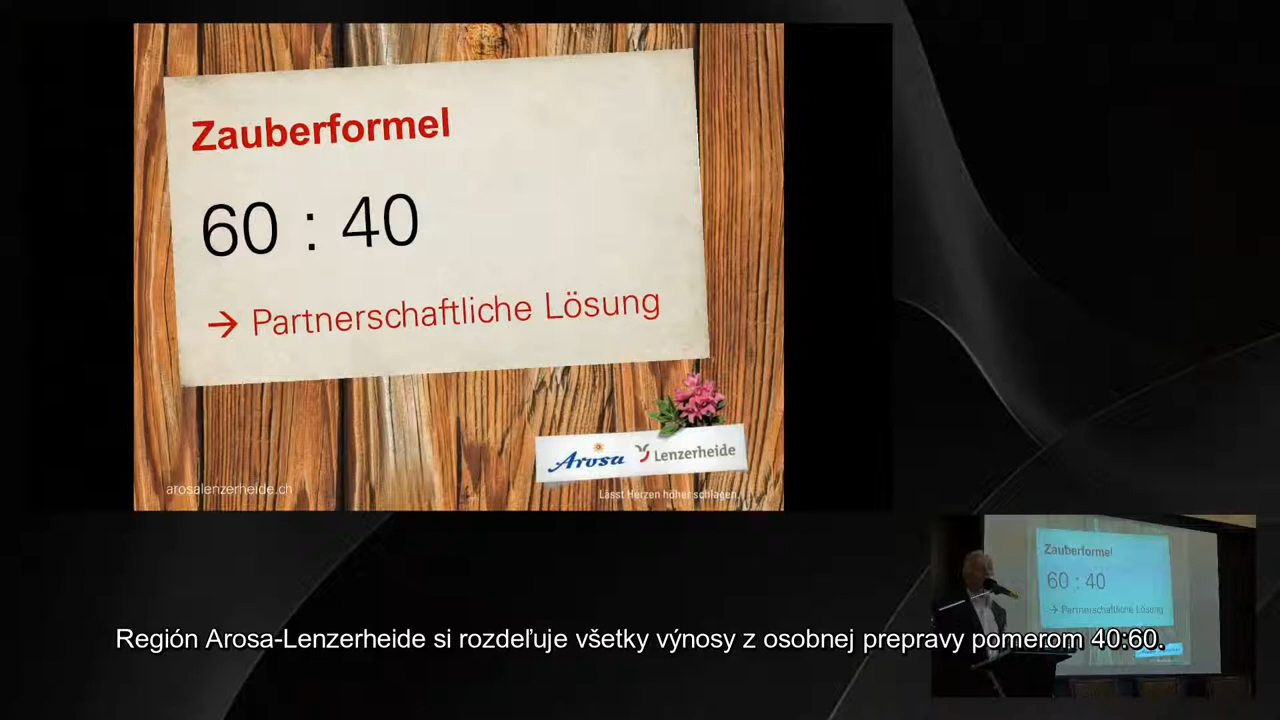 Zauberformel
60 : 40
→ Partnerschaftliche Lösung
Arosa Lenzerheide
arosalenzerheide.ch
Lasst Herzen höher schlagen.
Zauberformel
60 : 40
→ Partnerschaftliche Lösung
Región Arosa-Lenzerheide si rozdeľuje všetky výnosy z osobnej prepravy pomerom 40:60.